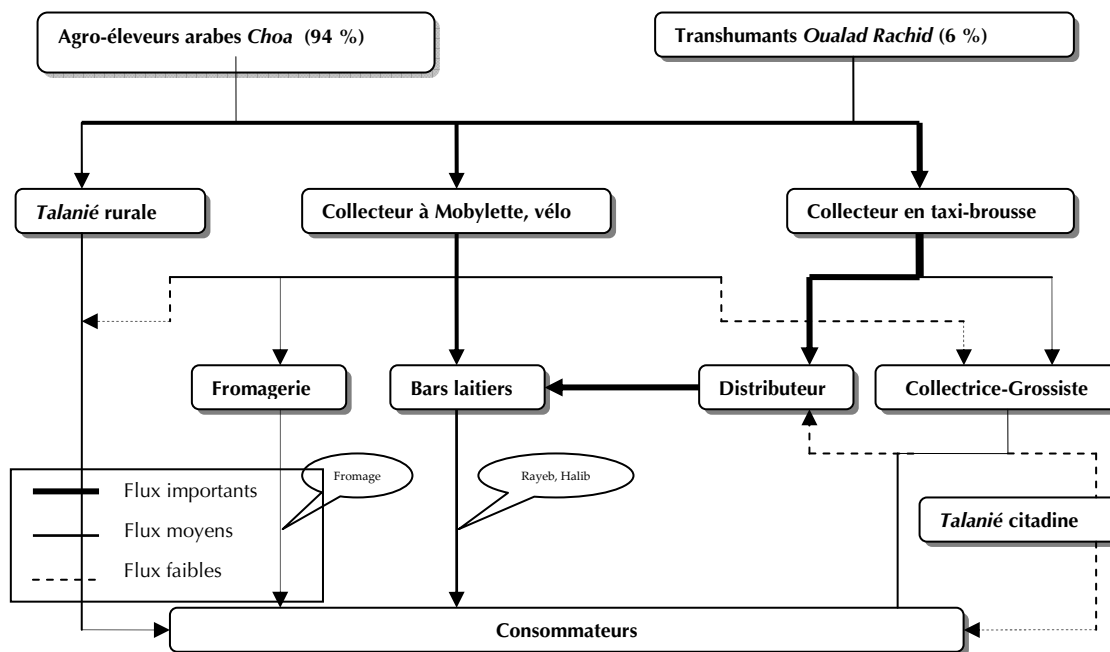 Agro-éleveurs arabes Choa (94 %)
Transhumants Oualad Rachid (6 %)
Talanié rurale
Collecteur à Mobylette, vélo
Collecteur en taxi-brousse
Fromagerie
Bars laitiers
Distributeur
Collectrice-Grossiste
Fromage
Rayeb, Halib
Flux importants
Flux moyens
Flux faibles
Talanié citadine
Consommateurs